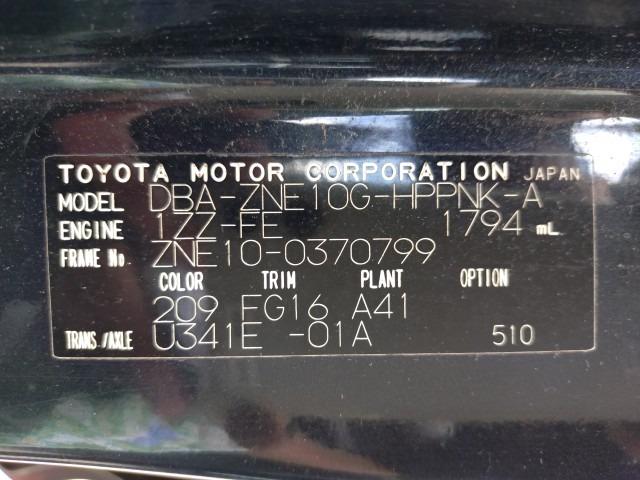 TOYOTA MOTOR CORPORATION JAPAN
MODEL DBA-ZNE10G-HPPNK-A
ENGINE 1ZZ-FE 1794 mL
FRAME No. ZNE10-0370799
COLOR TRIM PLANT OPTION
209 FG16 A41
TRANS./AXLE U341E -01A 510